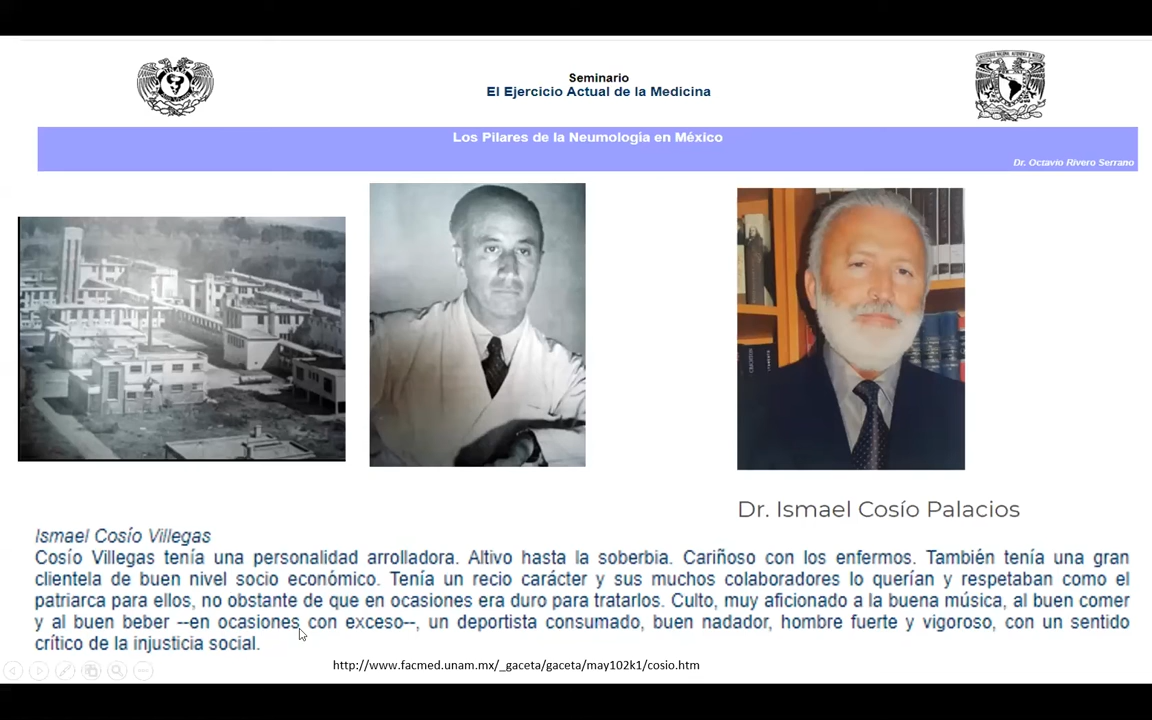 Seminario
El Ejercicio Actual de la Medicina
Los Pilares de la Neumología en México
Dr. Octavio Rivero Serrano
Dr. Ismael Cosío Palacios
Ismael Cosío Villegas
Cosío Villegas tenía una personalidad arrolladora. Altivo hasta la soberbia. Cariñoso con los enfermos. También tenía una gran
clientela de buen nivel socio económico. Tenía un recio carácter y sus muchos colaboradores lo querían y respetaban como el
patriarca para ellos, no obstante de que en ocasiones era duro para tratarlos. Culto, muy aficionado a la buena música, al buen comer
y al buen beber --en ocasiones con exceso--, un deportista consumado, buen nadador, hombre fuerte y vigoroso, con un sentido
crítico de la injusticia social.
http://www.facmed.unam.mx/_gaceta/gaceta/may102k1/cosio.htm